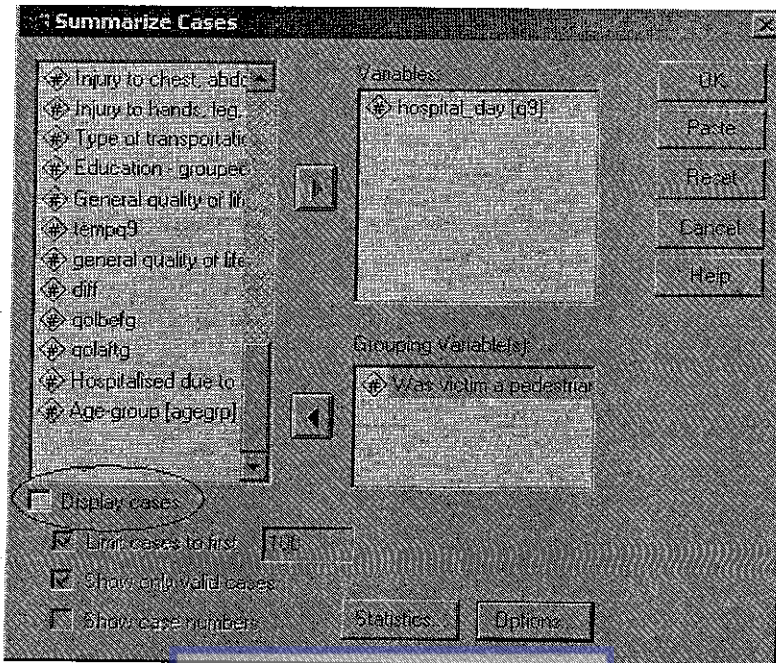 Summarize Cases
Injury to chest, abdo
Injury to hands, leg,
Type of transportatic
Education - grouped
General quality of lif
tempq9
general quality of life
diff
qolbefg
qolaftg
Hospitalised due to
Age-group [agegrp]
Variables:
hospital_day [q9]
Grouping Variable(s):
Was victim a pedestrian
OK
Paste
Reset
Cancel
Help
Display cases
Limit cases to first 100
Show only valid cases
Show case numbers
Statistics...
Options...